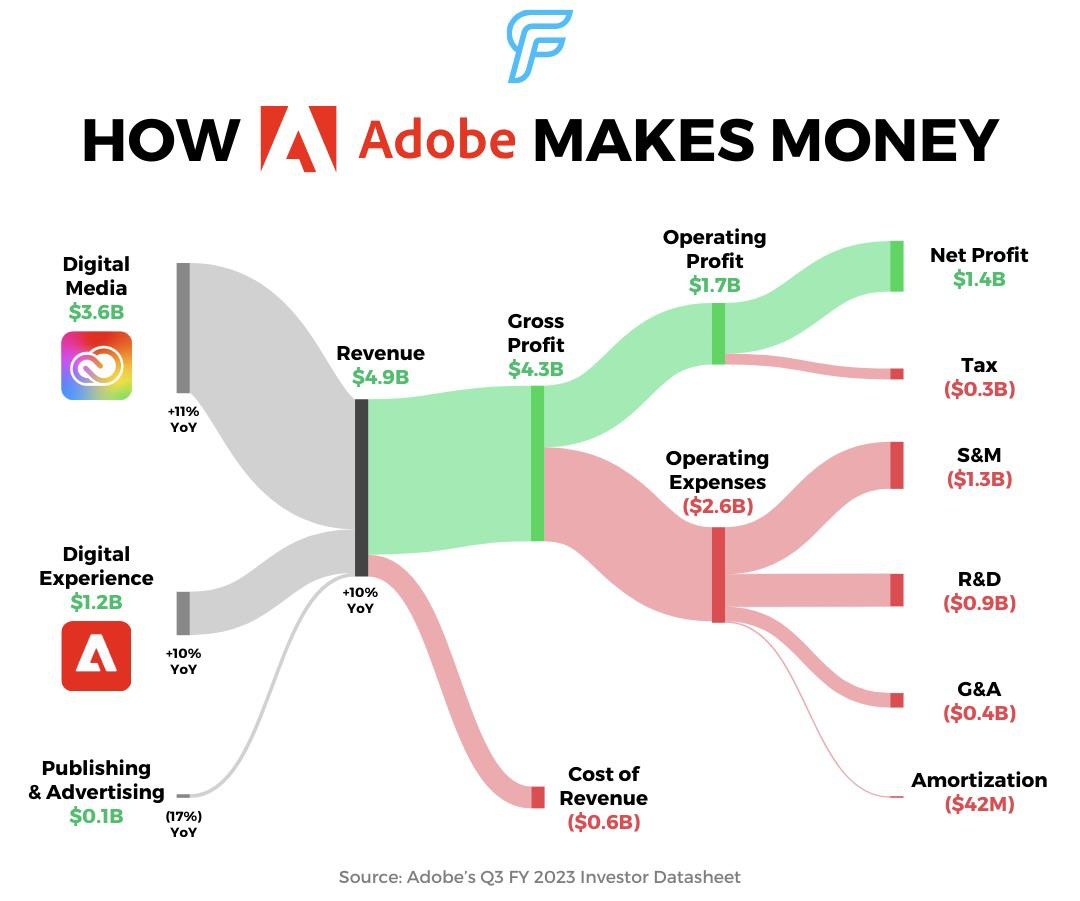 HOW Adobe MAKES MONEY
Digital
Media
$3.6B
+11%
YoY
Digital
Experience
$1.2B
+10%
YoY
Publishing
& Advertising
$0.1B
(17%)
YoY
Revenue
$4.9B
+10%
YoY
Gross
Profit
$4.3B
Cost of
Revenue
($0.6B)
Operating
Profit
$1.7B
Operating
Expenses
($2.6B)
Net Profit
$1.4B
Tax
($0.3B)
S&M
($1.3B)
R&D
($0.9B)
G&A
($0.4B)
Amortization
($42M)
Source: Adobe’s Q3 FY 2023 Investor Datasheet